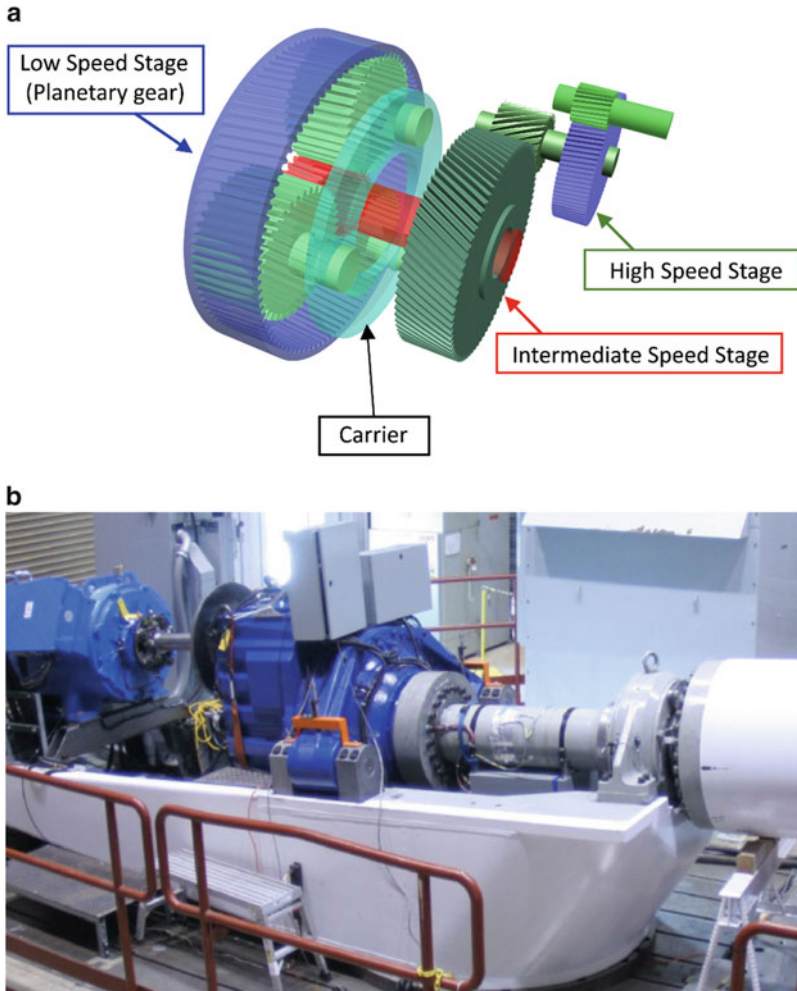 a
Low Speed Stage
(Planetary gear)
High Speed Stage
Intermediate Speed Stage
Carrier
b